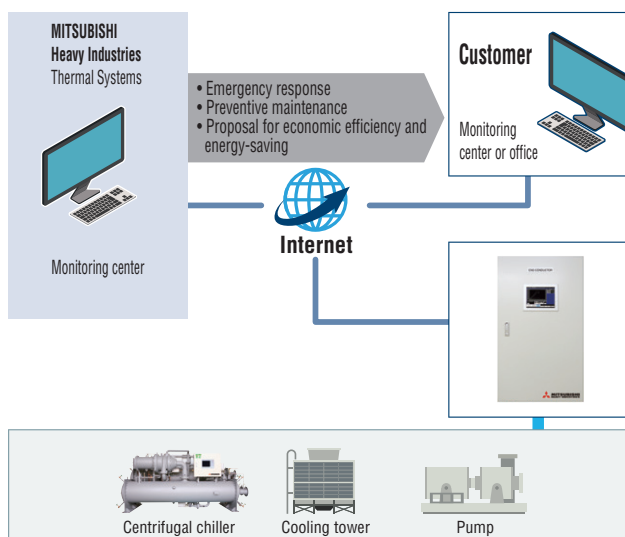 MITSUBISHI
Heavy Industries
Thermal Systems
Monitoring center
• Emergency response
• Preventive maintenance
• Proposal for economic efficiency and
energy-saving
Customer
Monitoring
center or office
Internet
Centrifugal chiller
Cooling tower
Pump